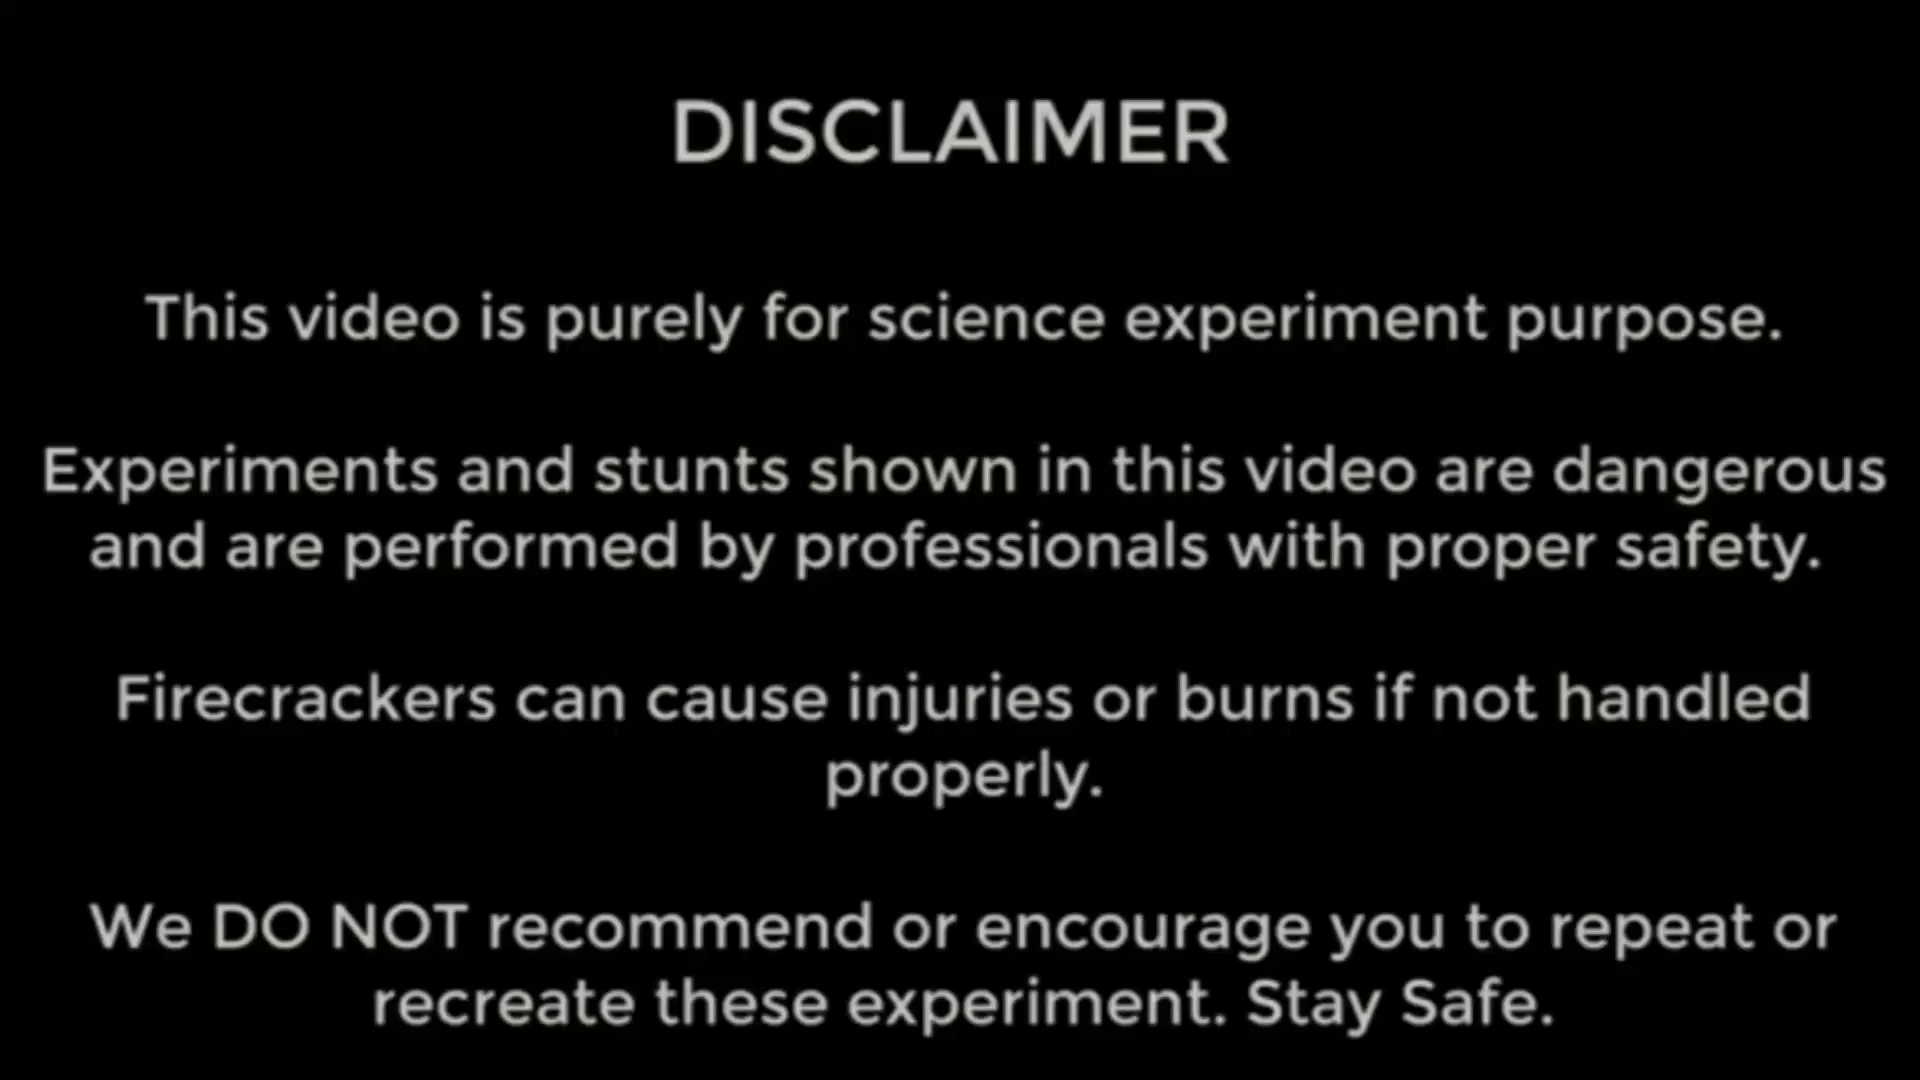 DISCLAIMER
This video is purely for science experiment purpose.
Experiments and stunts shown in this video are dangerous
and are performed by professionals with proper safety.
Firecrackers can cause injuries or burns if not handled
properly.
We DO NOT recommend or encourage you to repeat or
recreate these experiment. Stay Safe.